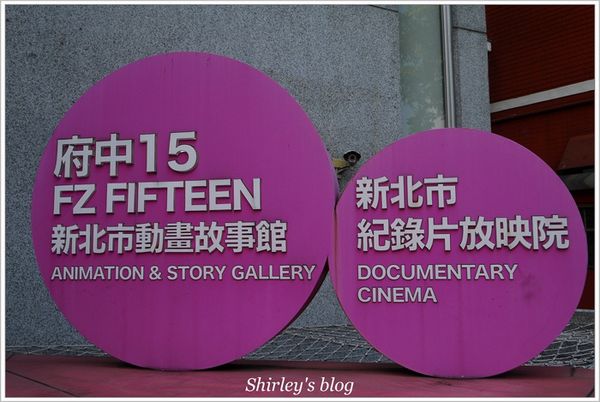 府中15
FZ FIFTEEN
新北市動畫故事館
ANIMATION & STORY GALLERY
新北市
紀錄片放映院
DOCUMENTARY
CINEMA
Shirley's blog